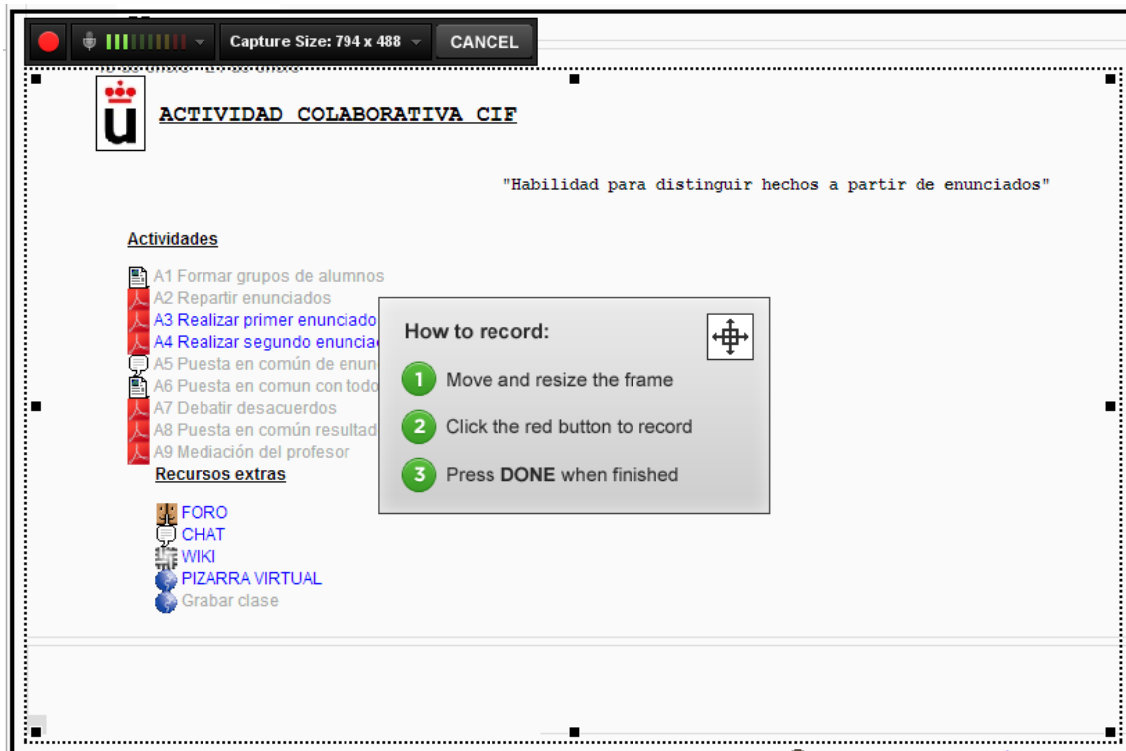 Capture Size: 794 x 488
CANCEL
u
ACTIVIDAD COLABORATIVA CIF
"Habilidad para distinguir hechos a partir de enunciados"
Actividades
A1 Formar grupos de alumnos
A2 Repartir enunciados
A3 Realizar primer enunciado
A4 Realizar segundo
A5 Puesta en común de
A6 Puesta en comun con
A7 Debatir desacuerdos
A8 Puesta en común
A9 Mediación del profesor
How to record:
1 Move and resize the frame
2 Click the red button to record
3 Press DONE when finished
Recursos extras
FORO
CHAT
WIKI
PIZARRA VIRTUAL
Grabar clase